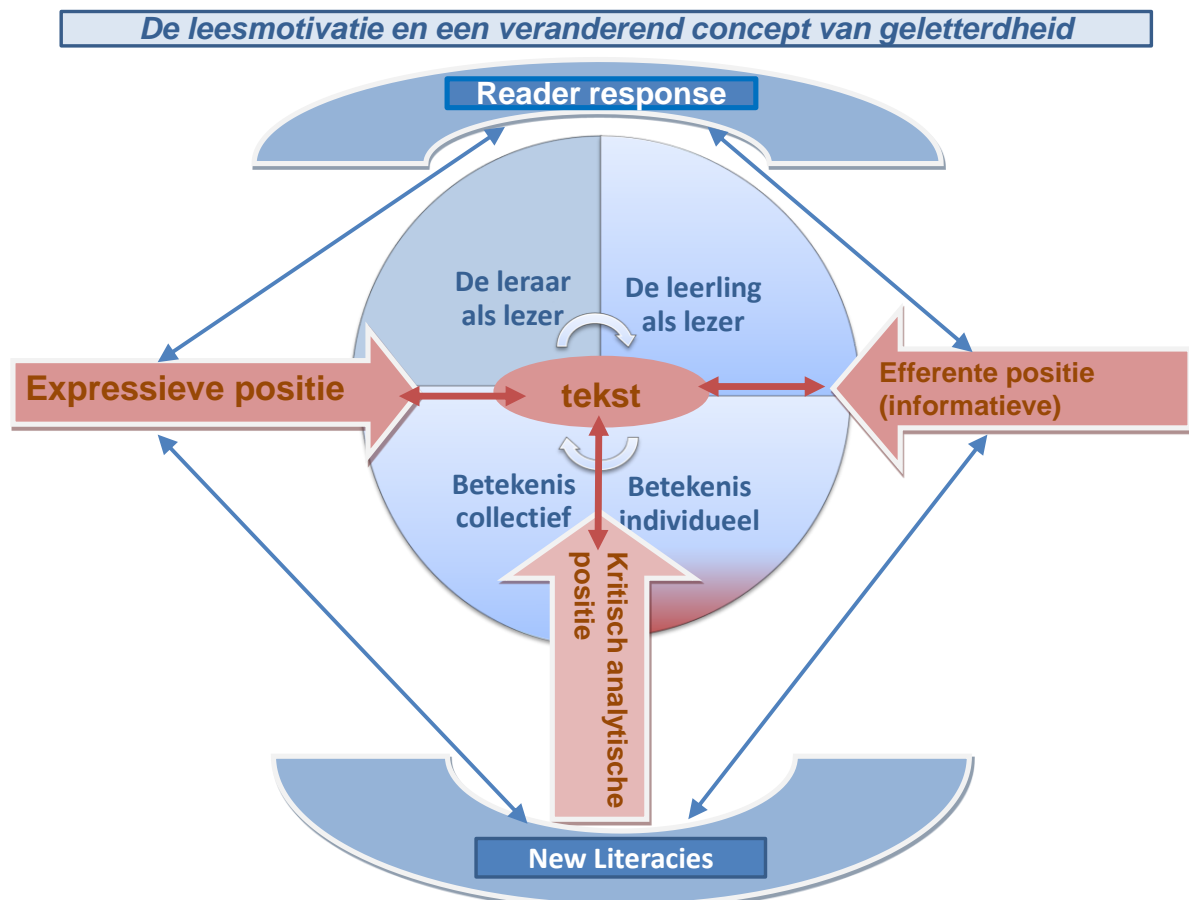 De leesmotivatie en een veranderend concept van geletterdheid
Reader response
De leraar
als lezer
De leerling
als lezer
Expressieve positie
tekst
Efferente positie
(informatieve)
Betekenis
collectief
Betekenis
individueel
Kritisch analytische
positie
New Literacies